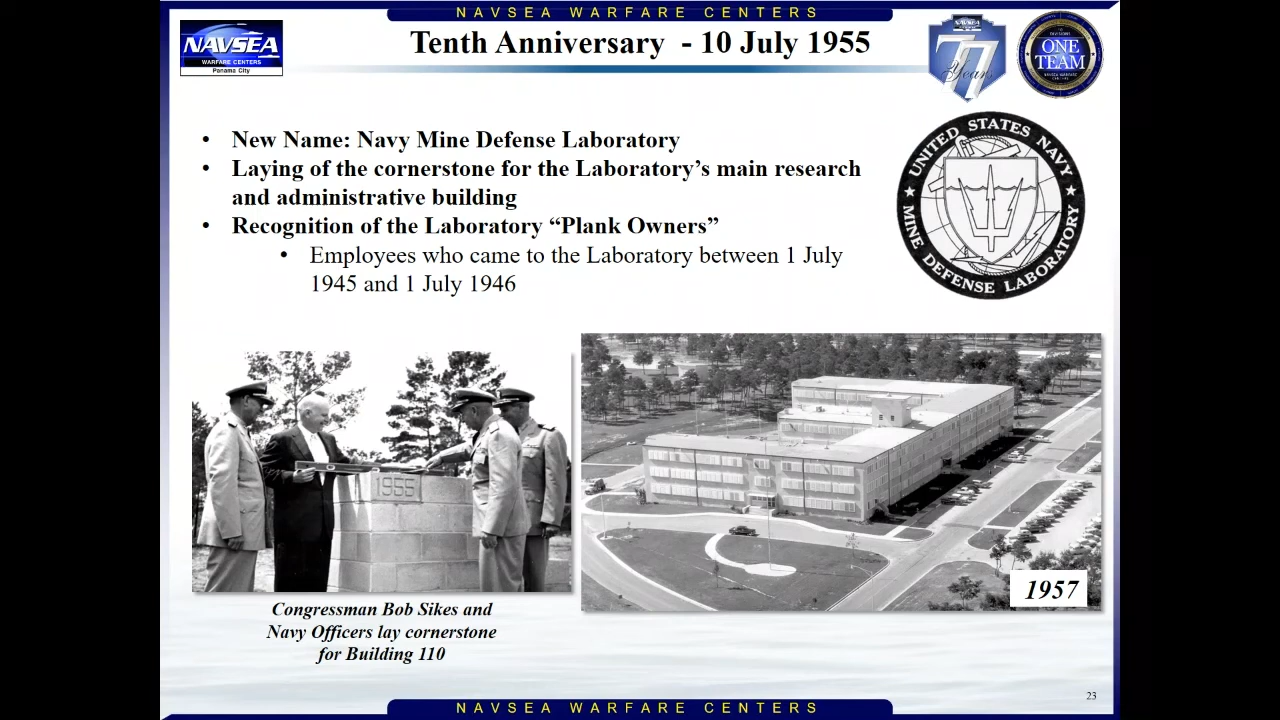 NAVSEA WARFARE CENTERS
NAVSEA
WARFARE CENTERS
Panama City
Tenth Anniversary - 10 July 1955
NAVSEA
77
Years
ONE
TEAM
• New Name: Navy Mine Defense Laboratory
• Laying of the cornerstone for the Laboratory's main research
and administrative building
• Recognition of the Laboratory “Plank Owners”
• Employees who came to the Laboratory between 1 July
1945 and 1 July 1946
UNITED STATES NAVY
MINE DEFENSE LABORATORY
1955
1957
Congressman Bob Sikes and
Navy Officers lay cornerstone
for Building 110
23
NAVSEA WARFARE CENTERS